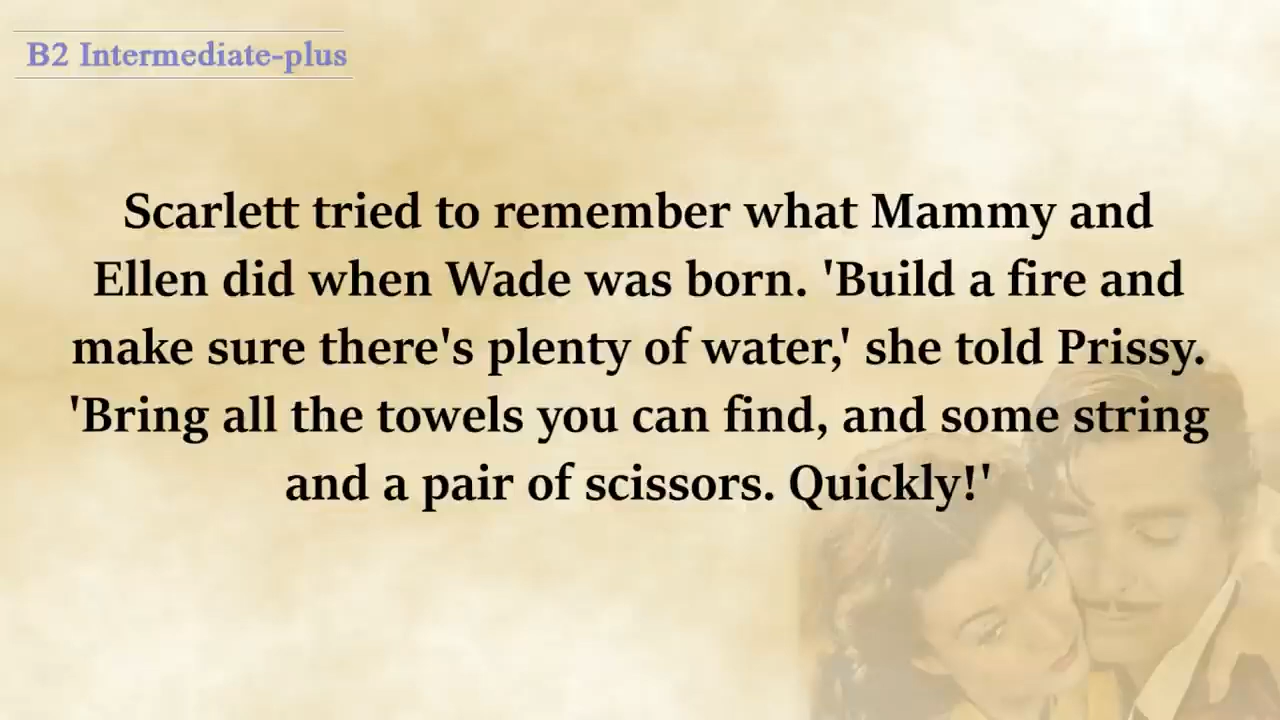 B2 Intermediate-plus
Scarlett tried to remember what Mammy and
Ellen did when Wade was born. 'Build a fire and
make sure there's plenty of water,' she told Prissy.
'Bring all the towels you can find, and some string
and a pair of scissors. Quickly!'